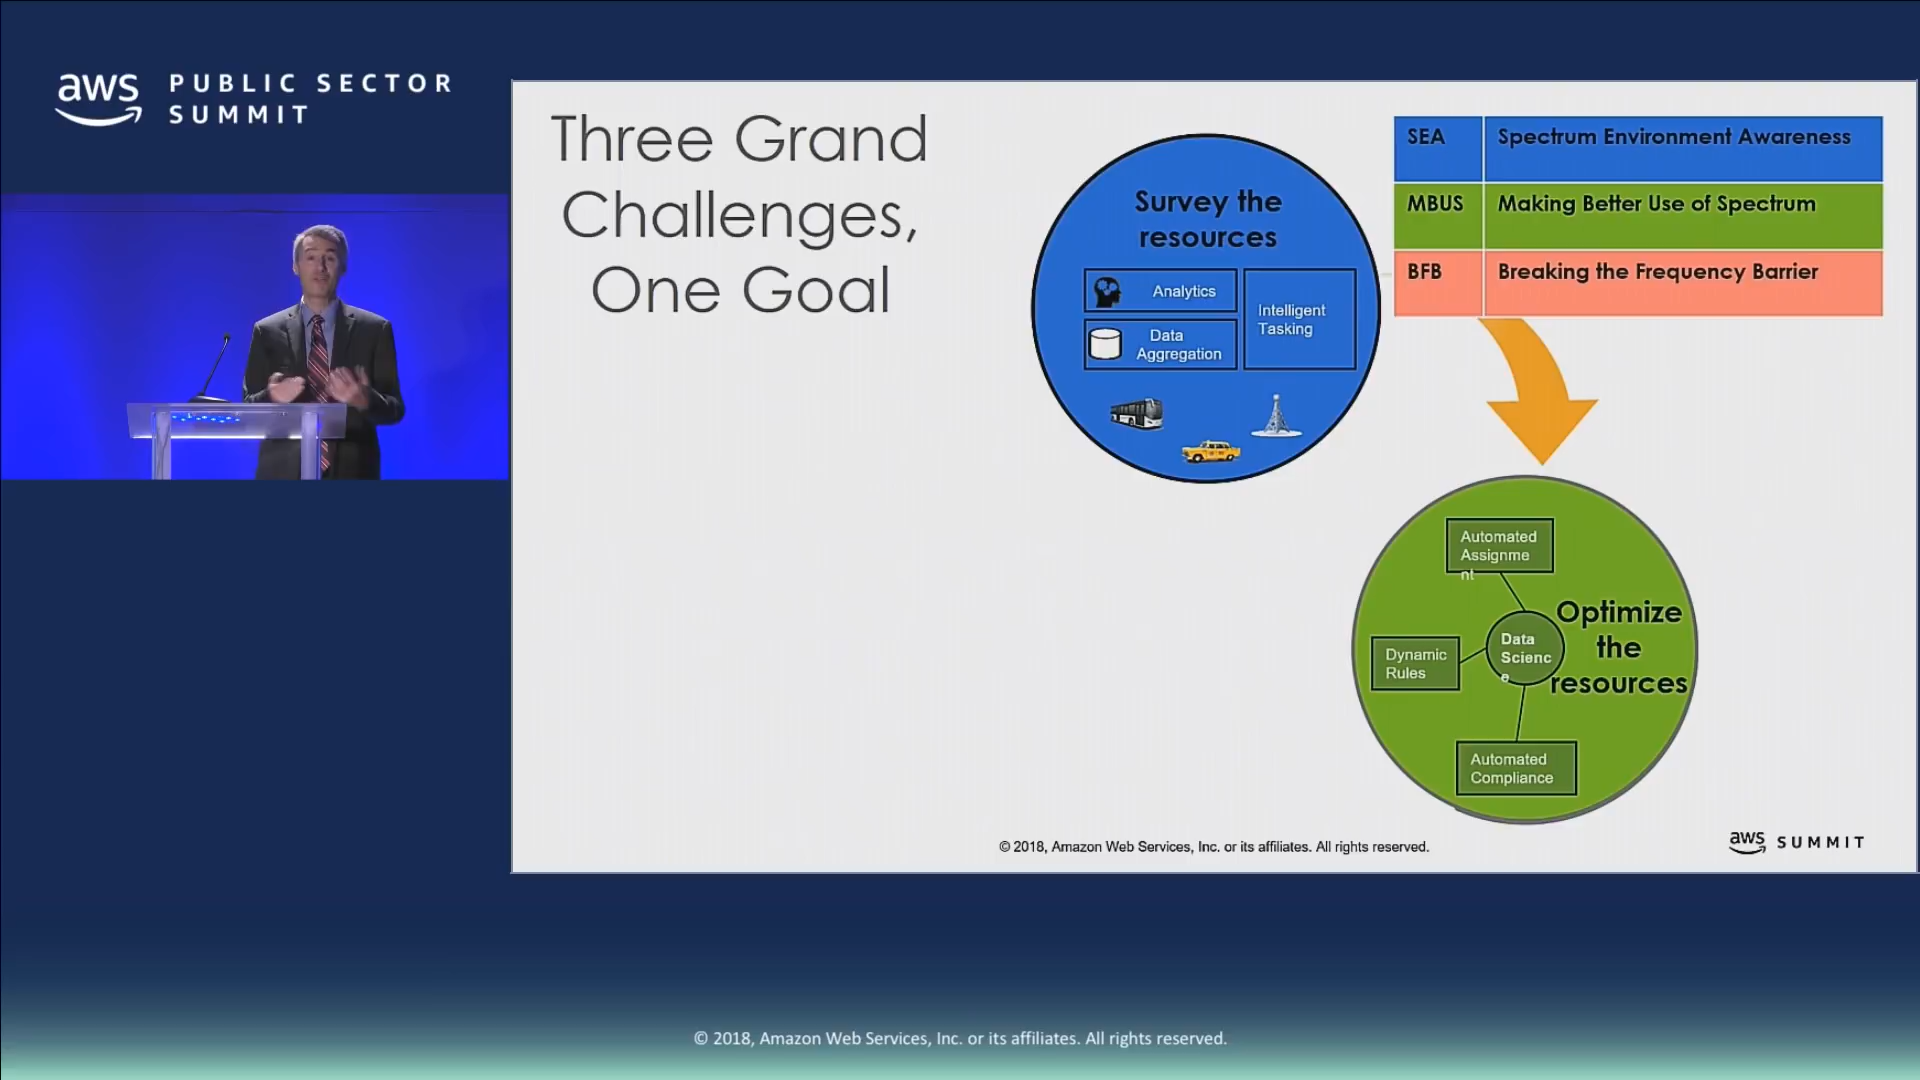 aws PUBLIC SECTOR
SUMMIT
Three Grand
Challenges,
One Goal
Survey the
resources
Analytics
Data
Aggregation
Intelligent
Tasking
SEA Spectrum Environment Awareness
MBUS Making Better Use of Spectrum
BFB Breaking the Frequency Barrier
Automated
Assignme
nt
Optimize
the
resources
Data
Scienc
e
Dynamic
Rules
Automated
Compliance
© 2018, Amazon Web Services, Inc. or its affiliates. All rights reserved.
aws SUMMIT
© 2018, Amazon Web Services, Inc. or its affiliates. All rights reserved.